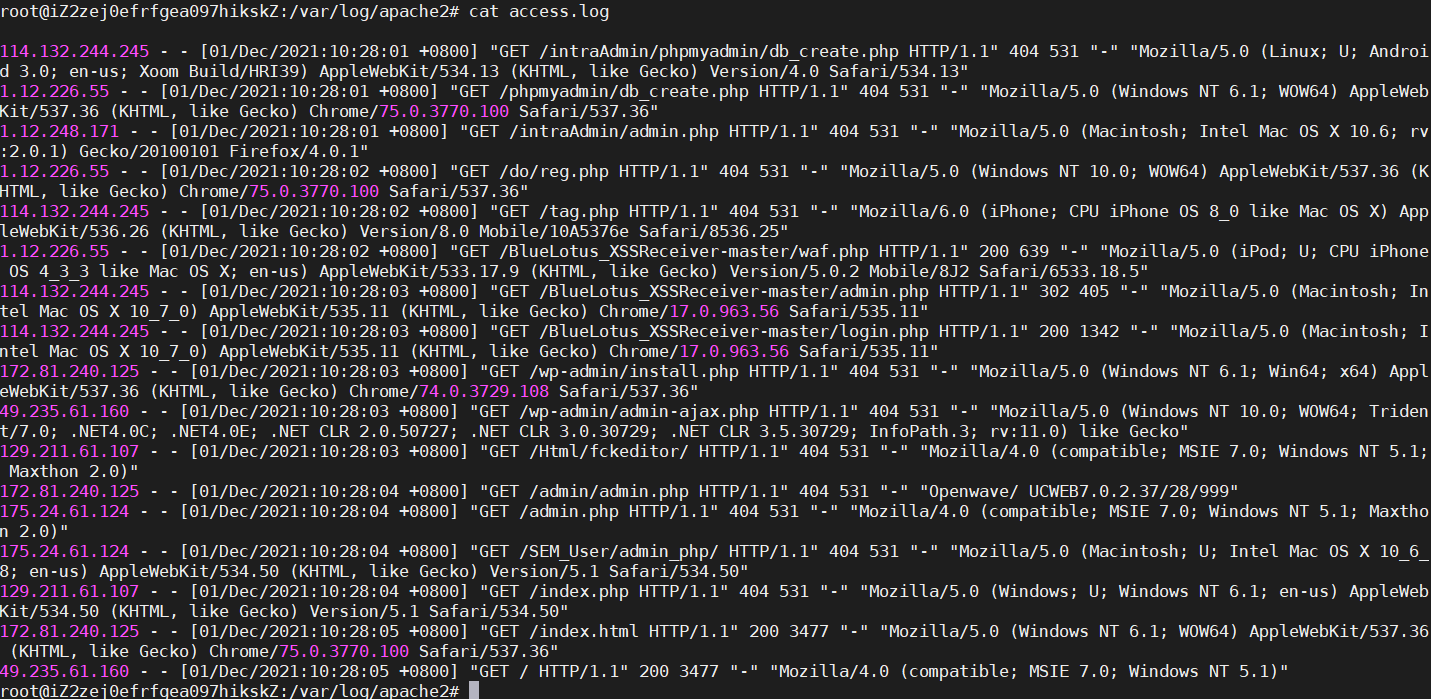 root@iZ2zej0efrfgea097hikskZ:/var/log/apache2# cat access.log
114.132.244.245 - - [01/Dec/2021:10:28:01 +0800] "GET /intraAdmin/phpmyadmin/db_create.php HTTP/1.1" 404 531 "-" "Mozilla/5.0 (Linux; U; Androi
d 3.0; en-us; Xoom Build/HRI39) AppleWebKit/534.13 (KHTML, like Gecko) Version/4.0 Safari/534.13"
1.12.226.55 - - [01/Dec/2021:10:28:01 +0800] "GET /phpmyadmin/db_create.php HTTP/1.1" 404 531 "-" "Mozilla/5.0 (Windows NT 6.1; WOW64) AppleWeb
Kit/537.36 (KHTML, like Gecko) Chrome/75.0.3770.100 Safari/537.36"
1.12.248.171 - - [01/Dec/2021:10:28:01 +0800] "GET /intraAdmin/admin.php HTTP/1.1" 404 531 "-" "Mozilla/5.0 (Macintosh; Intel Mac OS X 10.6; rv
:2.0.1) Gecko/20100101 Firefox/4.0.1"
1.12.226.55 - - [01/Dec/2021:10:28:02 +0800] "GET /do/reg.php HTTP/1.1" 404 531 "-" "Mozilla/5.0 (Windows NT 10.0; WOW64) AppleWebKit/537.36 (K
HTML, like Gecko) Chrome/75.0.3770.100 Safari/537.36"
114.132.244.245 - - [01/Dec/2021:10:28:02 +0800] "GET /tag.php HTTP/1.1" 404 531 "-" "Mozilla/6.0 (iPhone; CPU iPhone OS 8_0 like Mac OS X) App
leWebKit/536.26 (KHTML, like Gecko) Version/8.0 Mobile/10A5376e Safari/8536.25"
1.12.226.55 - - [01/Dec/2021:10:28:02 +0800] "GET /BlueLotus_XSSReceiver-master/waf.php HTTP/1.1" 200 639 "-" "Mozilla/5.0 (iPod; U; CPU iPhone
 OS 4_3_3 like Mac OS X; en-us) AppleWebKit/533.17.9 (KHTML, like Gecko) Version/5.0.2 Mobile/8J2 Safari/6533.18.5"
114.132.244.245 - - [01/Dec/2021:10:28:03 +0800] "GET /BlueLotus_XSSReceiver-master/admin.php HTTP/1.1" 302 405 "-" "Mozilla/5.0 (Macintosh; In
tel Mac OS X 10_7_0) AppleWebKit/535.11 (KHTML, like Gecko) Chrome/17.0.963.56 Safari/535.11"
114.132.244.245 - - [01/Dec/2021:10:28:03 +0800] "GET /BlueLotus_XSSReceiver-master/login.php HTTP/1.1" 200 1342 "-" "Mozilla/5.0 (Macintosh; I
ntel Mac OS X 10_7_0) AppleWebKit/535.11 (KHTML, like Gecko) Chrome/17.0.963.56 Safari/535.11"
172.81.240.125 - - [01/Dec/2021:10:28:03 +0800] "GET /wp-admin/install.php HTTP/1.1" 404 531 "-" "Mozilla/5.0 (Windows NT 6.1; Win64; x64) Appl
eWebKit/537.36 (KHTML, like Gecko) Chrome/74.0.3729.108 Safari/537.36"
49.235.61.160 - - [01/Dec/2021:10:28:03 +0800] "GET /wp-admin/admin-ajax.php HTTP/1.1" 404 531 "-" "Mozilla/5.0 (Windows NT 10.0; WOW64; Triden
t/7.0; .NET4.0C; .NET4.0E; .NET CLR 2.0.50727; .NET CLR 3.0.30729; .NET CLR 3.5.30729; InfoPath.3; rv:11.0) like Gecko"
129.211.61.107 - - [01/Dec/2021:10:28:03 +0800] "GET /Html/fckeditor/ HTTP/1.1" 404 531 "-" "Mozilla/4.0 (compatible; MSIE 7.0; Windows NT 5.1;
 Maxthon 2.0)"
172.81.240.125 - - [01/Dec/2021:10:28:04 +0800] "GET /admin/admin.php HTTP/1.1" 404 531 "-" "Openwave/ UCWEB7.0.2.37/28/999"
175.24.61.124 - - [01/Dec/2021:10:28:04 +0800] "GET /admin.php HTTP/1.1" 404 531 "-" "Mozilla/4.0 (compatible; MSIE 7.0; Windows NT 5.1; Maxtho
n 2.0)"
175.24.61.124 - - [01/Dec/2021:10:28:04 +0800] "GET /SEM_User/admin_php/ HTTP/1.1" 404 531 "-" "Mozilla/5.0 (Macintosh; U; Intel Mac OS X 10_6_
8; en-us) AppleWebKit/534.50 (KHTML, like Gecko) Version/5.1 Safari/534.50"
129.211.61.107 - - [01/Dec/2021:10:28:04 +0800] "GET /index.php HTTP/1.1" 404 531 "-" "Mozilla/5.0 (Windows; U; Windows NT 6.1; en-us) AppleWeb
Kit/534.50 (KHTML, like Gecko) Version/5.1 Safari/534.50"
172.81.240.125 - - [01/Dec/2021:10:28:05 +0800] "GET /index.html HTTP/1.1" 200 3477 "-" "Mozilla/5.0 (Windows NT 6.1; WOW64) AppleWebKit/537.36
 (KHTML, like Gecko) Chrome/75.0.3770.100 Safari/537.36"
49.235.61.160 - - [01/Dec/2021:10:28:05 +0800] "GET / HTTP/1.1" 200 3477 "-" "Mozilla/4.0 (compatible; MSIE 7.0; Windows NT 5.1)"
root@iZ2zej0efrfgea097hikskZ:/var/log/apache2#